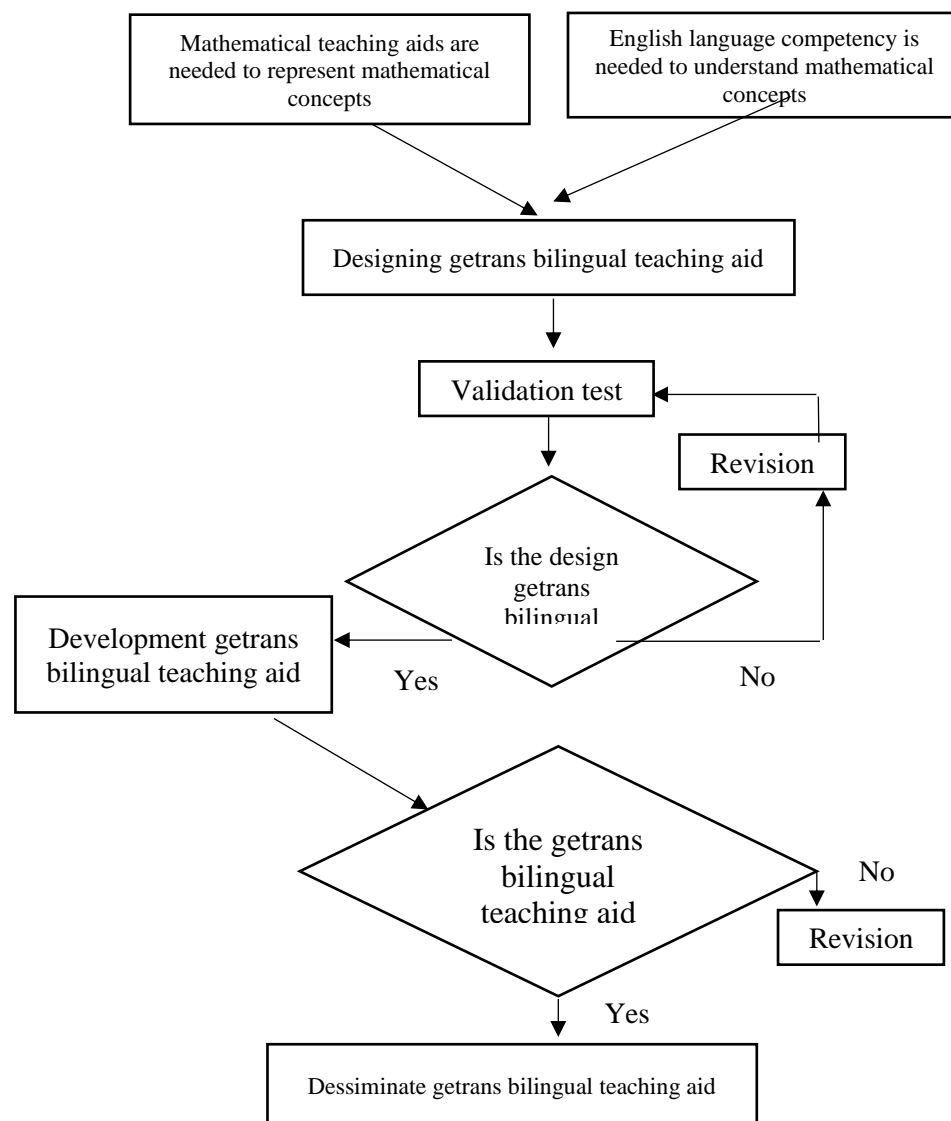 Mathematical teaching aids are
needed to represent mathematical
concepts
English language competency is
needed to understand mathematical
concepts
Designing getrans bilingual teaching aid
Validation test
Revision
Is the design
getrans
bilingual
Development getrans
bilingual teaching aid
Yes
No
Is the getrans
bilingual
teaching aid
No
Revision
Yes
Dessiminate getrans bilingual teaching aid